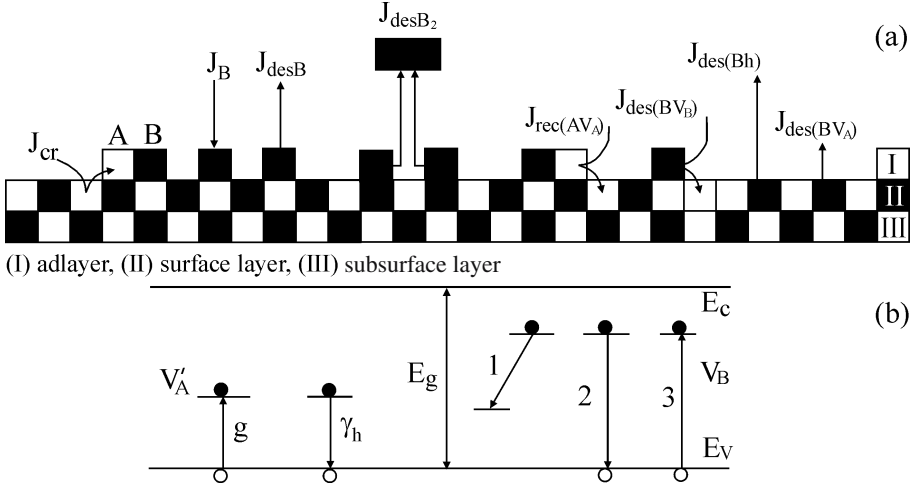 J_desB₂
(a)
J_B J_desB J_des(Bh)
J_rec(AV_A) J_des(BV_B) J_des(BV_A)
J_cr A B
I
II
III
(I) adlayer, (II) surface layer, (III) subsurface layer
E_c
(b)
1
V_A′ E_g 2 3 V_B
g γ_h
E_V